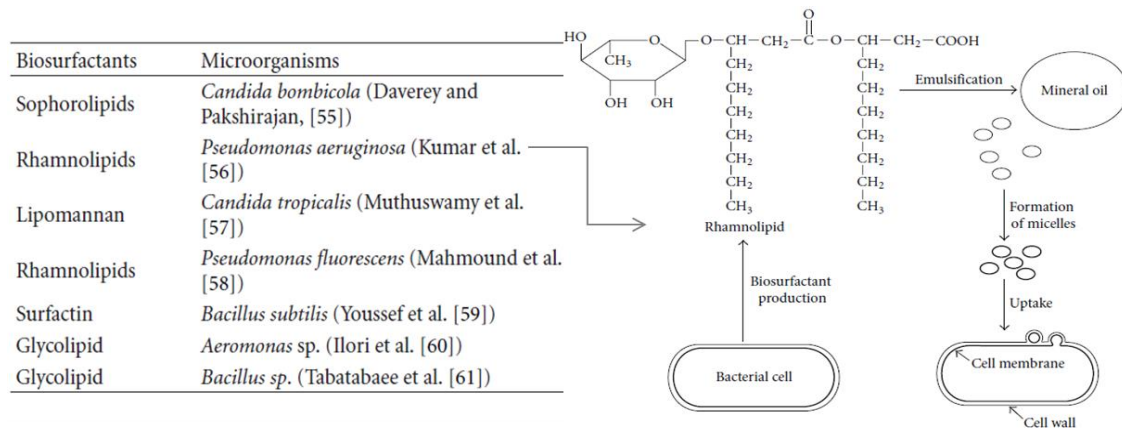 Biosurfactants Microorganisms
Sophorolipids Candida bombicola (Daverey and
Pakshirajan, [55])
Rhamnolipids Pseudomonas aeruginosa (Kumar et al.
[56])
Lipomannan Candida tropicalis (Muthuswamy et al.
[57])
Rhamnolipids Pseudomonas fluorescens (Mahmound et al.
[58])
Surfactin Bacillus subtilis (Youssef et al. [59])
Glycolipid Aeromonas sp. (Ilori et al. [60])
Glycolipid Bacillus sp. (Tabatabaee et al. [61])
O
HO O O CH CH₂ C O CH CH₂ COOH
HO CH₃ CH₂ CH₂
OH OH CH₂ CH₂
CH₂ CH₂
CH₂ CH₂
CH₂ CH₂
CH₂ CH₂
CH₃ CH₃
Rhamnolipid
Emulsification
Mineral oil
Formation
of micelles
Uptake
Biosurfactant
production
Bacterial cell
Cell membrane
Cell wall